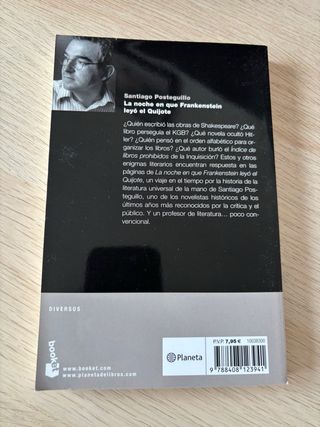 Santiago Posteguillo
La noche en que Frankenstein
leyó el Quijote
¿Quién escribió las obras de Shakespeare? ¿Qué
libro perseguía el KGB? ¿Qué novela ocultó Hit-
ler? ¿Quién pensó en el orden alfabético para or-
ganizar los libros? ¿Qué autor burló el Índice de
libros prohibidos de la Inquisición? Estos y otros
enigmas literarios encuentran respuesta en las
páginas de La noche en que Frankenstein leyó el
Quijote, un viaje en el tiempo por la historia de la
literatura universal de la mano de Santiago Pos-
teguillo, uno de los novelistas históricos de los
últimos años más reconocidos por la crítica y el
público. Y un profesor de literatura... poco con-
vencional.
DIVERSOS
booket
www.booket.com
www.planetadelibros.com
Planeta
P.V.P. 7,95 €
10038300
9 788408 123941